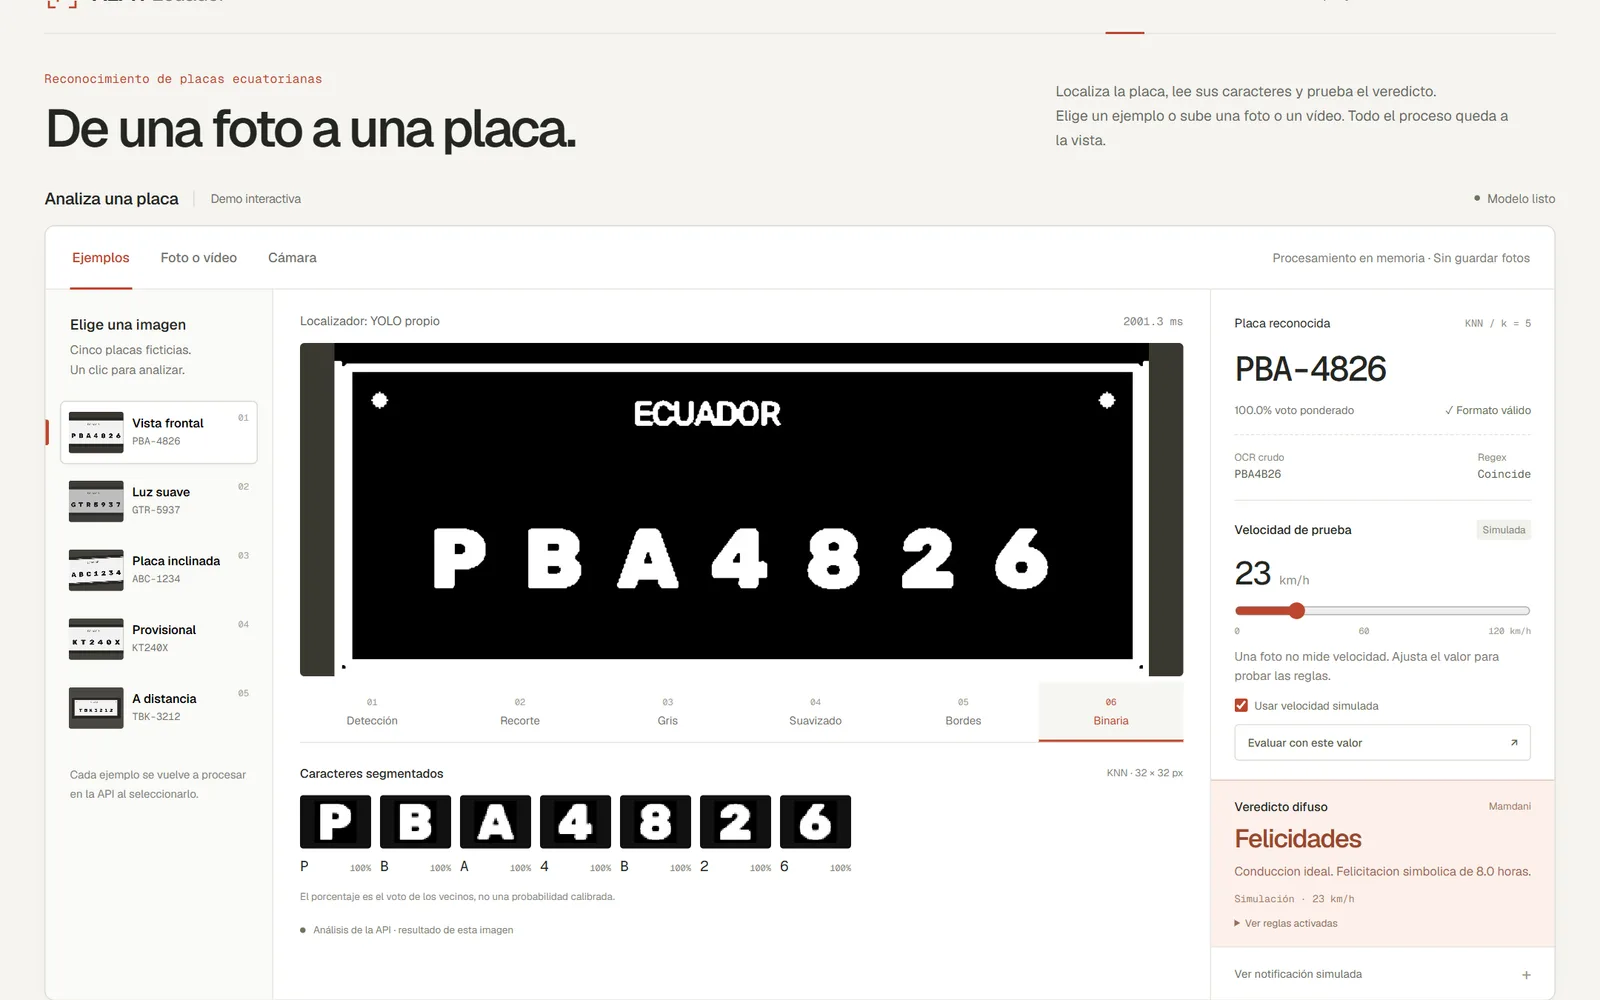 Reconocimiento de placas ecuatorianas
De una foto a una placa.
Localiza la placa, lee sus caracteres y prueba el veredicto.
Elige un ejemplo o sube una foto o un vídeo. Todo el proceso queda a
la vista.
Analiza una placa
Demo interactiva
Modelo listo
Ejemplos
Foto o vídeo
Cámara
Procesamiento en memoria · Sin guardar fotos
Elige una imagen
Cinco placas ficticias.
Un clic para analizar.
PBA4826
Vista frontal
PBA-4826
01
GTR5937
Luz suave
GTR-5937
02
ABC1234
Placa inclinada
ABC-1234
03
KT240X
Provisional
KT240X
04
TBK3212
A distancia
TBK-3212
05
Cada ejemplo se vuelve a procesar
en la API al seleccionarlo.
Localizador: YOLO propio
2001.3 ms
ECUADOR
PBA4826
01
Detección
02
Recorte
03
Gris
04
Suavizado
05
Bordes
06
Binaria
Caracteres segmentados
KNN · 32 × 32 px
P B A 4 8 2 6
P 100% B 100% A 100% 4 100% B 100% 2 100% 6 100%
El porcentaje es el voto de los vecinos, no una probabilidad calibrada.
Análisis de la API · resultado de esta imagen
Placa reconocida
KNN / k = 5
PBA-4826
100.0% voto ponderado
✓ Formato válido
OCR crudo
PBA4B26
Regex
Coincide
Velocidad de prueba
Simulada
23 km/h
0
60
120 km/h
Una foto no mide velocidad. Ajusta el valor para
probar las reglas.
Usar velocidad simulada
Evaluar con este valor
Veredicto difuso
Mamdani
Felicidades
Conduccion ideal. Felicitacion simbolica de 8.0 horas.
Simulación · 23 km/h
Ver reglas activadas
Ver notificación simulada